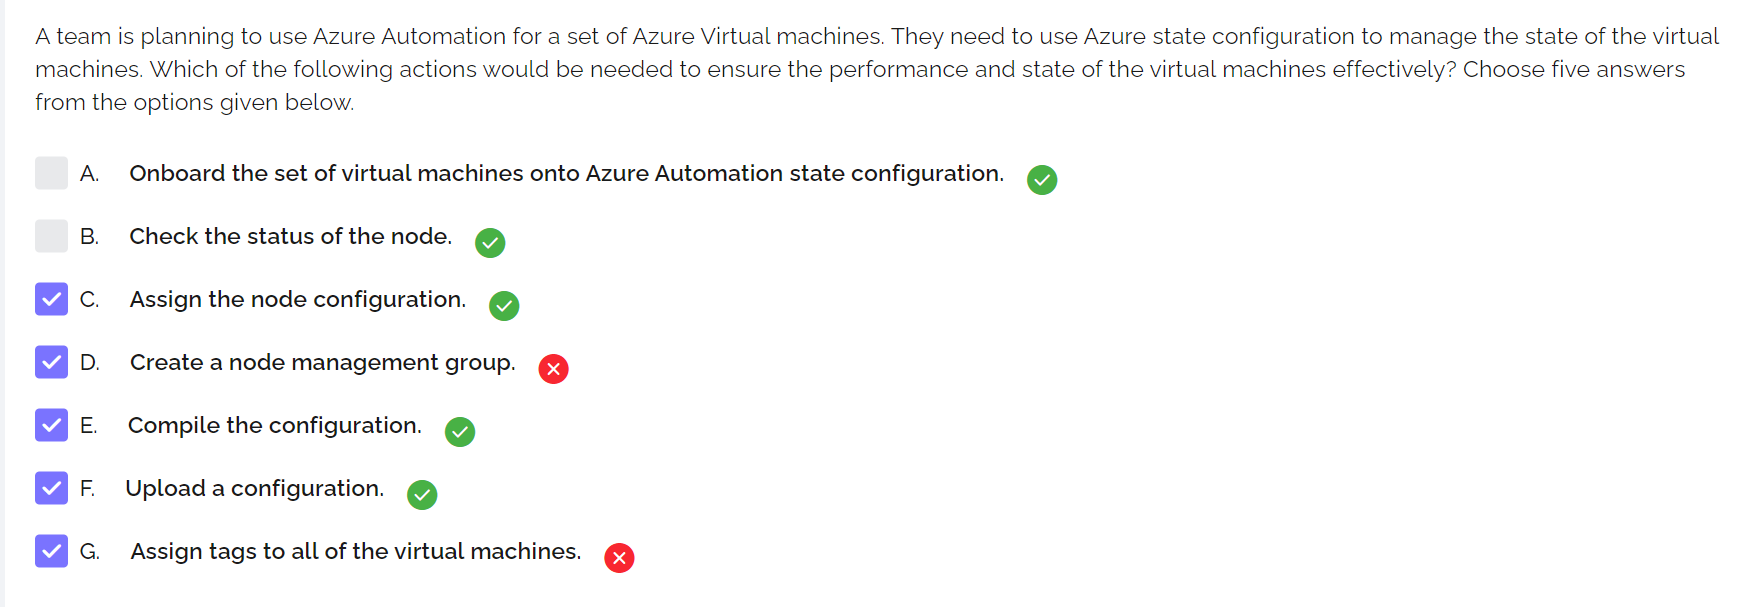 A team is planning to use Azure Automation for a set of Azure Virtual machines. They need to use Azure state configuration to manage the state of the virtual
machines. Which of the following actions would be needed to ensure the performance and state of the virtual machines effectively? Choose five answers
from the options given below.
A. Onboard the set of virtual machines onto Azure Automation state configuration.
B. Check the status of the node.
C. Assign the node configuration.
D. Create a node management group.
E. Compile the configuration.
F. Upload a configuration.
G. Assign tags to all of the virtual machines.